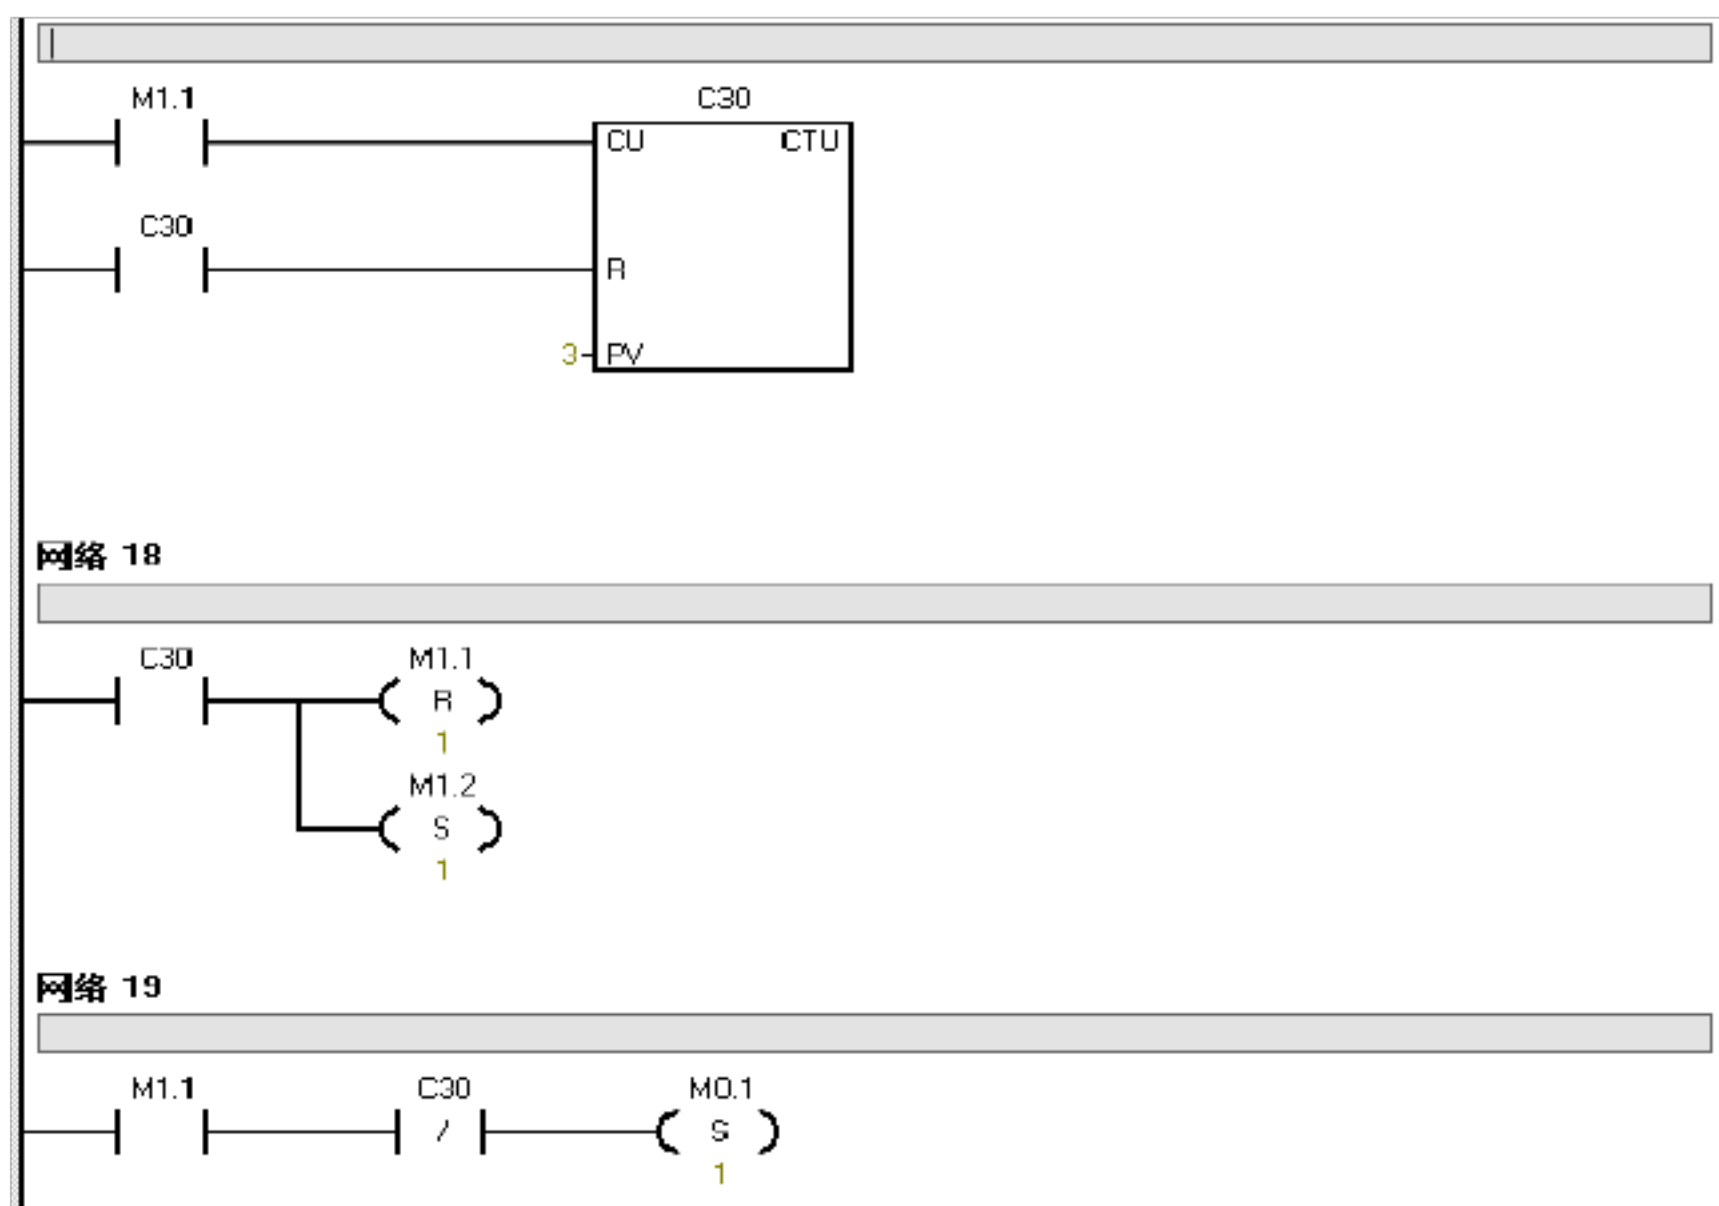 M1.1 C30
CU CTU
C30
R
3 PV
网络 18
C30 M1.1
R
1
M1.2
S
1
网络 19
M1.1 C30 M0.1
/ S
1